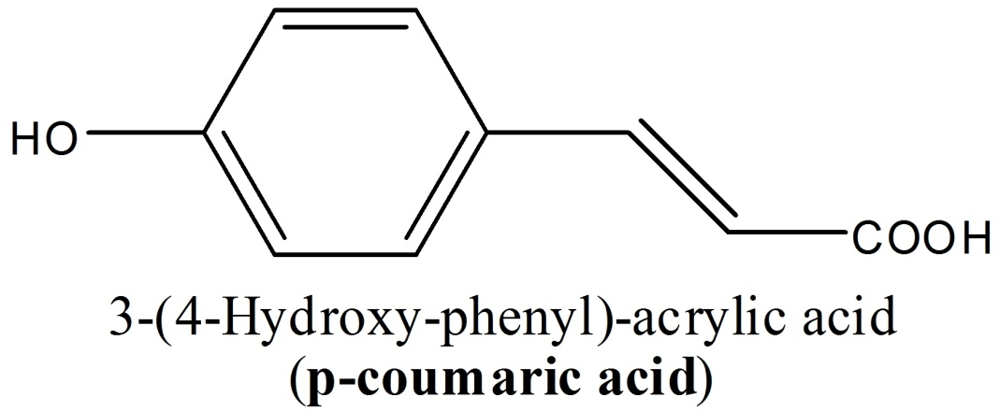 HO
COOH
3-(4-Hydroxy-phenyl)-acrylic acid
(p-coumaric acid)